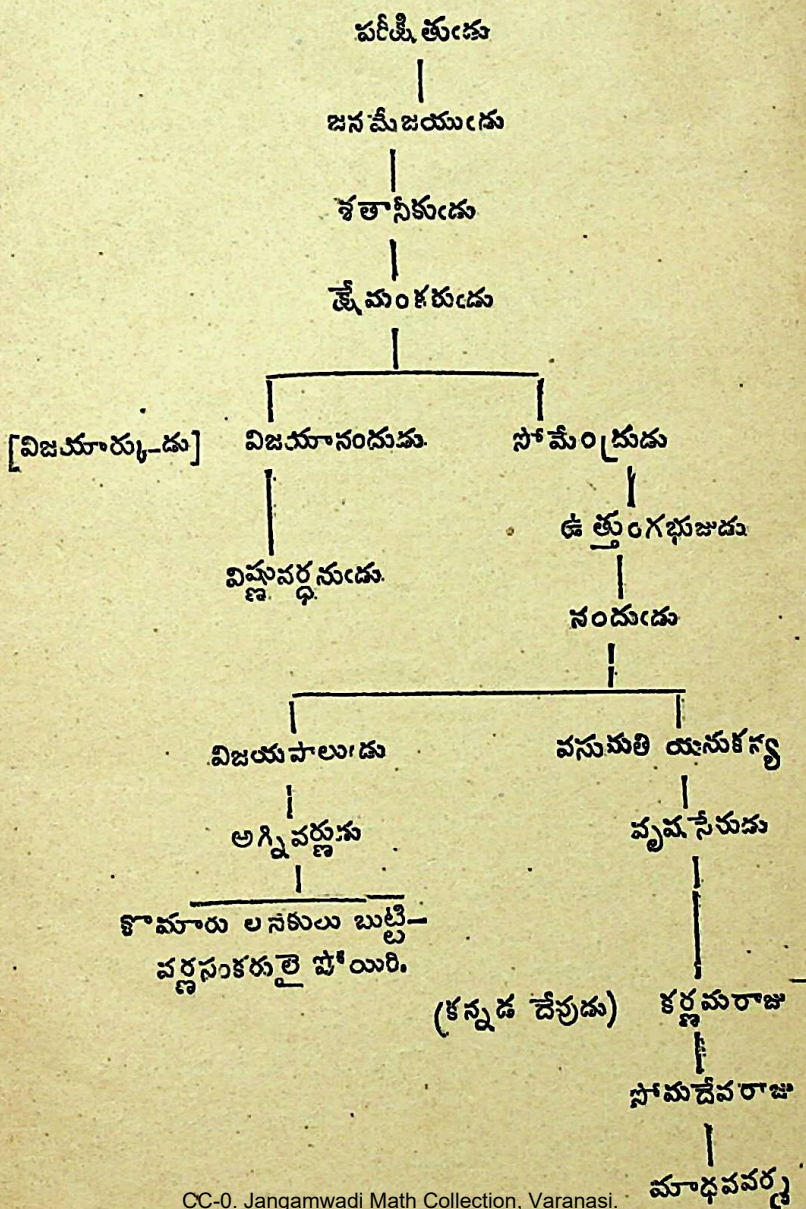 పరీక్షితుఁడు
జనమేజయుఁడు
శతానీకుఁడు
క్షేమంకరుఁడు
[విజయార్కుడు] విజయానందుడు. సోమేంద్రుడు
ఉత్తుంగభుజుడు
విష్ణువర్ధనుఁడు.
నందుఁడు
విజయపాలుఁడు వసుమతి యనుకన్య
అగ్నివర్ణుఁడు వృషసేనుడు
కొమారు లనేకులు బుట్టి—
వర్ణసంకరులై పోయిరి.
(కన్నడ దేవుడు) కర్ణమరాజు
సోమదేవరాజు
మాధవవర్మ
CC-0. Jangamwadi Math Collection, Varanasi.